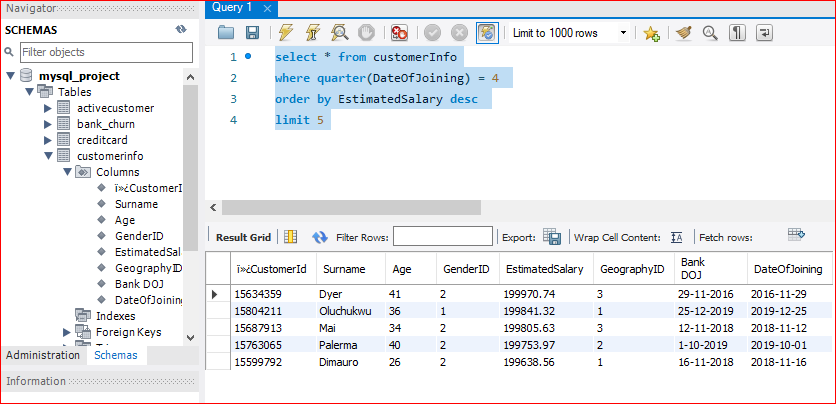 Navigator
SCHEMAS
Filter objects
mysql_project
Tables
activecustomer
bank_churn
creditcard
customerinfo
Columns
ï»¿CustomerI
Surname
Age
GenderID
EstimatedSal
GeographyID
Bank DOJ
DateOfJoining
Indexes
Foreign Keys
Administration Schemas
Information
Query 1
Limit to 1000 rows
1 select * from customerInfo
2 where quarter(DateOfJoining) = 4
3 order by EstimatedSalary desc
4 limit 5
Result Grid Filter Rows: Export: Wrap Cell Content: Fetch rows:
ï»¿CustomerId Surname Age GenderID EstimatedSalary GeographyID Bank DOJ DateOfJoining
15634359 Dyer 41 2 199970.74 3 29-11-2016 2016-11-29
15804211 Oluchukwu 36 1 199841.32 1 25-12-2019 2019-12-25
15687913 Mai 34 2 199805.63 3 12-11-2018 2018-11-12
15763065 Palerma 40 2 199753.97 2 1-10-2019 2019-10-01
15599792 Dimauro 26 2 199638.56 1 16-11-2018 2018-11-16